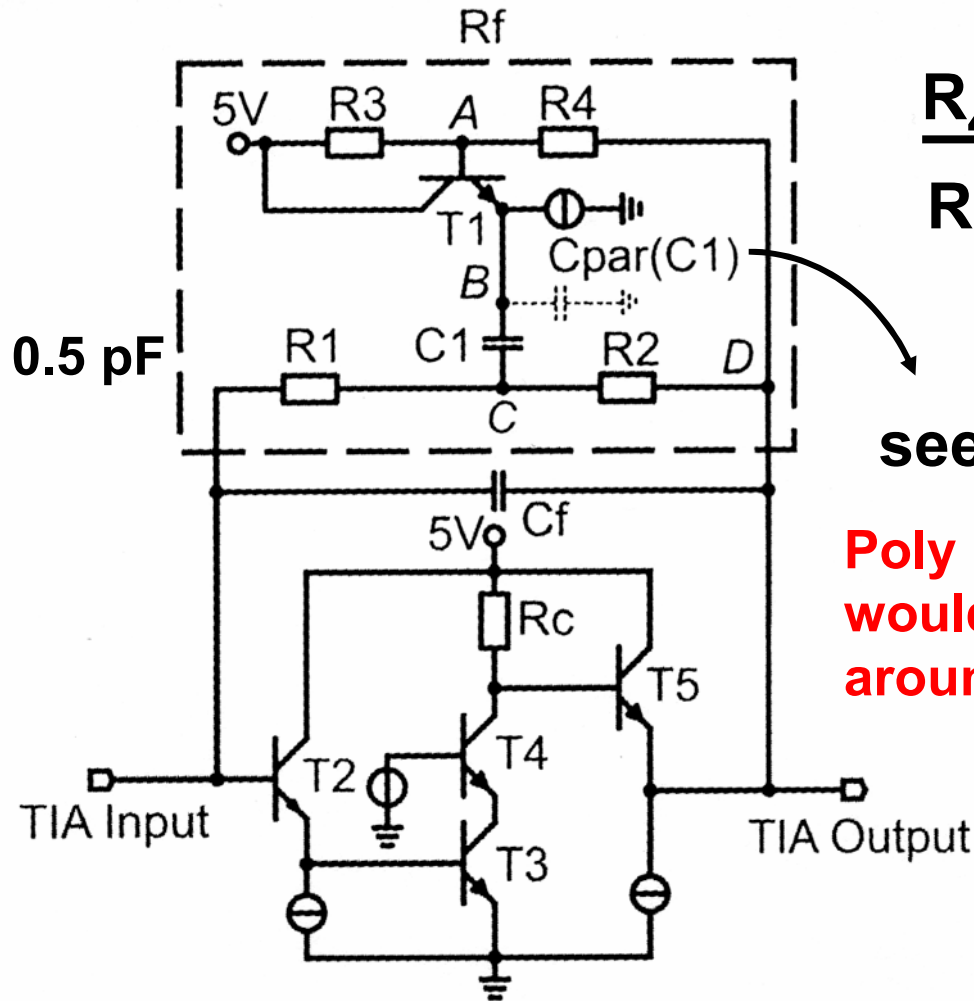 Rf
5V
R3
A
R4
R
T1
R
Cpar(C1)
B
0.5 pF
R1
C1
R2
D
C
see
Cf
5V
Poly
would
aroun
Rc
T5
T2
T4
TIA Input
T3
TIA Output